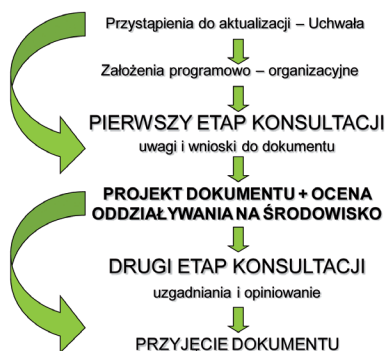 Przystąpienia do aktualizacji – Uchwała
Założenia programowo – organizacyjne
PIERWSZY ETAP KONSULTACJI
uwagi i wnioski do dokumentu
PROJEKT DOKUMENTU + OCENA
ODDZIAŁYWANIA NA ŚRODOWISKO
DRUGI ETAP KONSULTACJI
uzgadniania i opiniowanie
PRZYJECIE DOKUMENTU